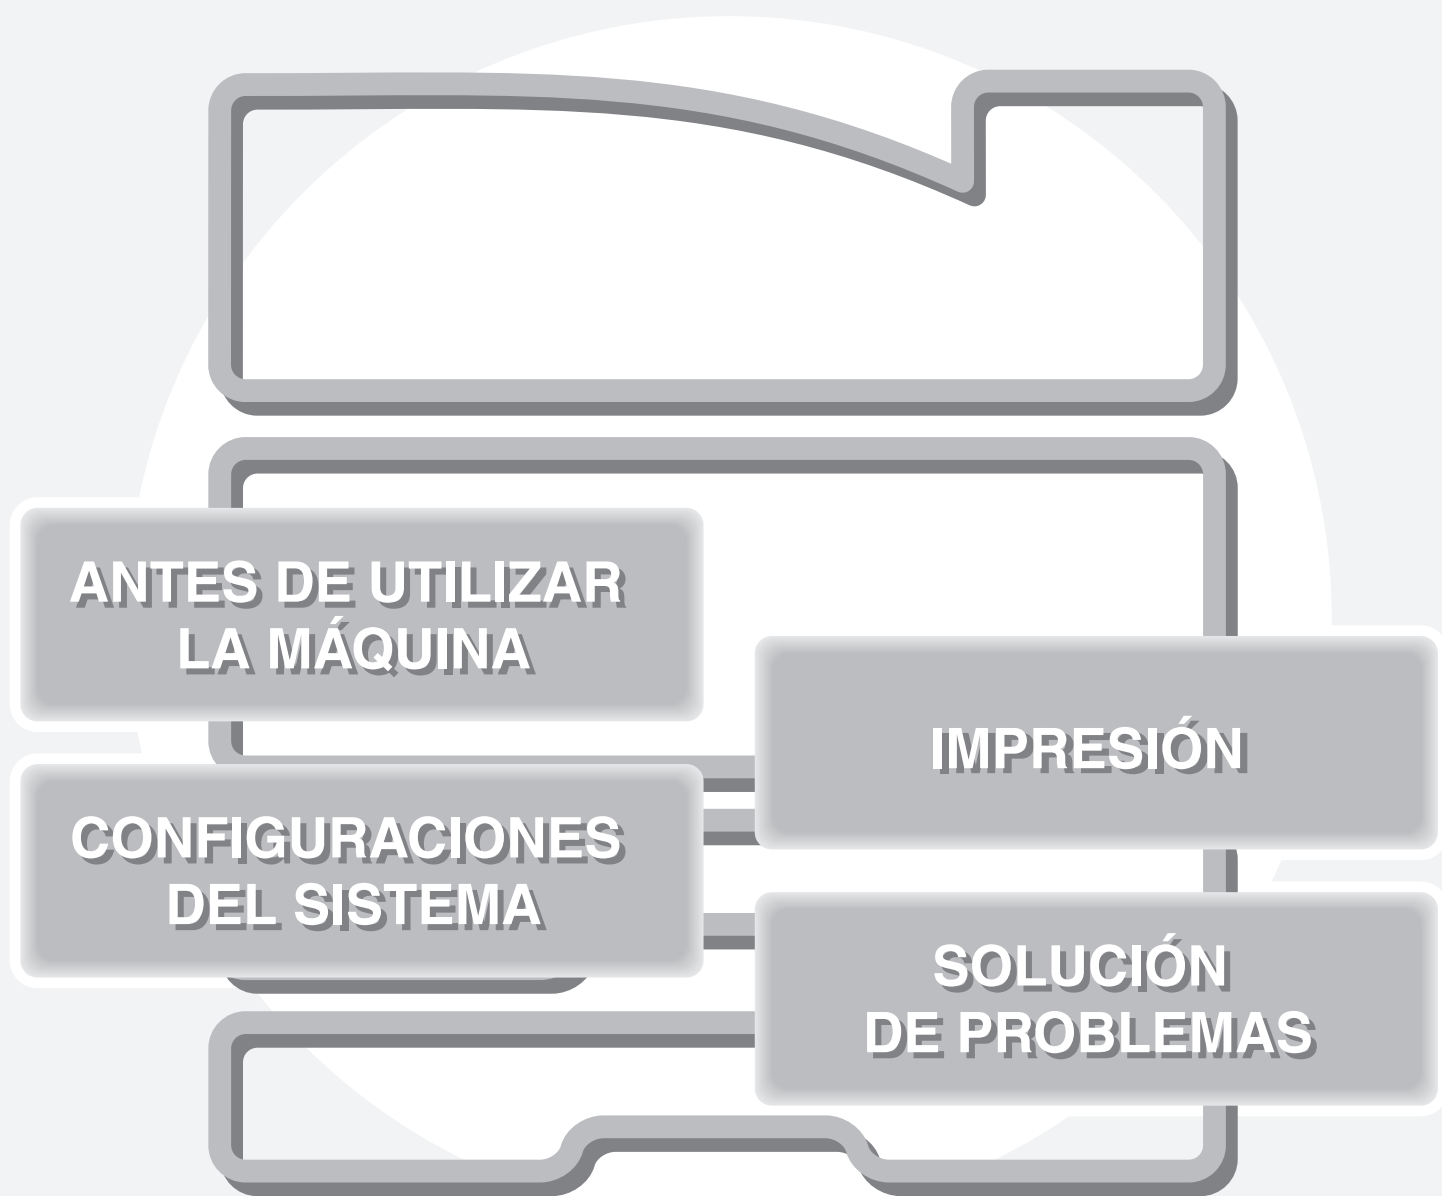 ANTES DE UTILIZAR
LA MÁQUINA
IMPRESIÓN
CONFIGURACIONES
DEL SISTEMA
SOLUCIÓN
DE PROBLEMAS